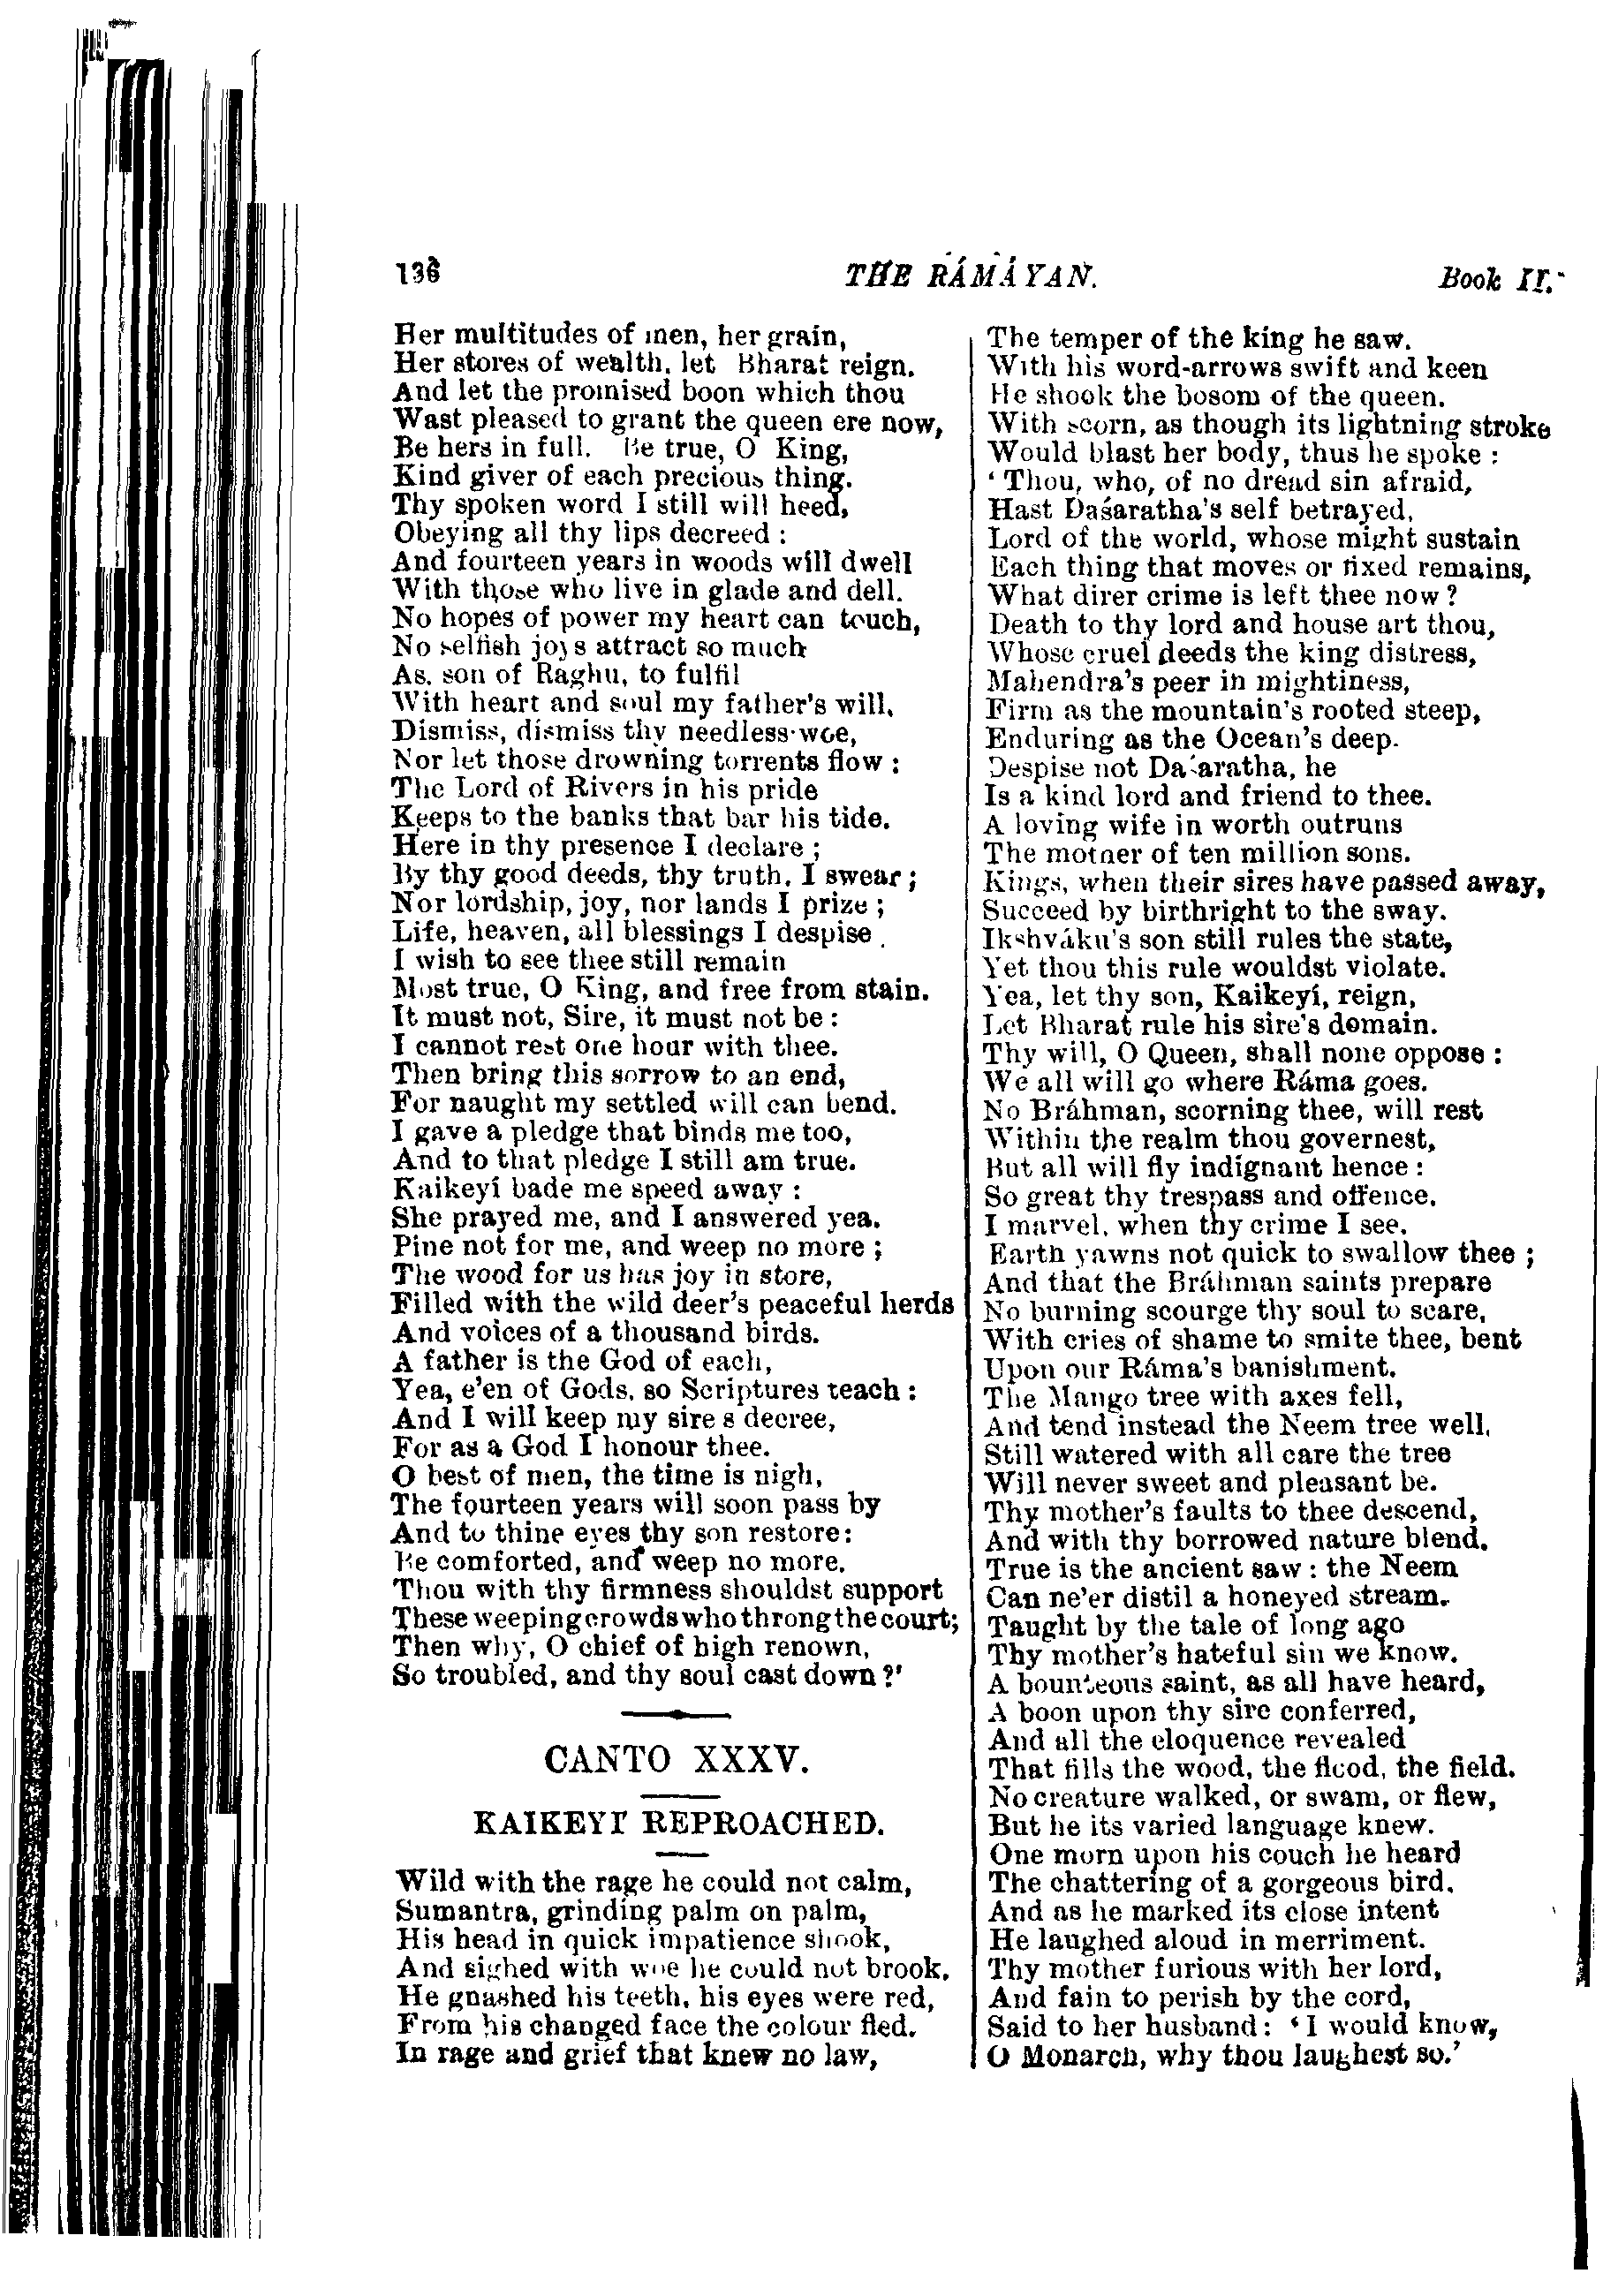 136
THE RÁMÁYAN.
Book II.
Her multitudes of men, her grain,
Her stores of wealth, let Bharat reign.
And let the promised boon which thou
Wast pleased to grant the queen ere now,
Be hers in full. Be true, O King,
Kind giver of each precious thing.
Thy spoken word I still will heed,
Obeying all thy lips decreed :
And fourteen years in woods will dwell
With those who live in glade and dell.
No hopes of power my heart can touch,
No selfish joys attract so much
As, son of Raghu, to fulfil
With heart and soul my father's will.
Dismiss, dismiss thy needless woe,
Nor let those drowning torrents flow :
The Lord of Rivers in his pride
Keeps to the banks that bar his tide.
Here in thy presence I declare ;
By thy good deeds, thy truth, I swear ;
Nor lordship, joy, nor lands I prize ;
Life, heaven, all blessings I despise.
I wish to see thee still remain
Most true, O King, and free from stain.
It must not, Sire, it must not be :
I cannot rest one hour with thee.
Then bring this sorrow to an end,
For naught my settled will can bend.
I gave a pledge that binds me too,
And to that pledge I still am true.
Kaikeyí bade me speed away :
She prayed me, and I answered yea.
Pine not for me, and weep no more ;
The wood for us has joy in store,
Filled with the wild deer's peaceful herds
And voices of a thousand birds.
A father is the God of each,
Yea, e'en of Gods, so Scriptures teach :
And I will keep my sire s decree,
For as a God I honour thee.
O best of men, the time is nigh,
The fourteen years will soon pass by
And to thine eyes thy son restore:
Be comforted, and weep no more.
Thou with thy firmness shouldst support
These weeping crowds who throng the court;
Then why, O chief of high renown,
So troubled, and thy soul cast down ?'
CANTO XXXV.
KAIKEYÍ REPROACHED.
Wild with the rage he could not calm,
Sumantra, grinding palm on palm,
His head in quick impatience shook,
And sighed with woe he could not brook.
He gnashed his teeth, his eyes were red,
From his changed face the colour fled.
In rage and grief that knew no law,
The temper of the king he saw.
With his word-arrows swift and keen
He shook the bosom of the queen.
With scorn, as though its lightning stroke
Would blast her body, thus he spoke :
' Thou, who, of no dread sin afraid,
Hast Daśaratha's self betrayed,
Lord of the world, whose might sustain
Each thing that moves or fixed remains,
What direr crime is left thee now ?
Death to thy lord and house art thou,
Whose cruel deeds the king distress,
Mahendra's peer in mightiness,
Firm as the mountain's rooted steep,
Enduring as the Ocean's deep.
Despise not Daśaratha, he
Is a kind lord and friend to thee.
A loving wife in worth outruns
The mother of ten million sons.
Kings, when their sires have passed away,
Succeed by birthright to the sway.
Ikshváku's son still rules the state,
Yet thou this rule wouldst violate.
Yea, let thy son, Kaikeyí, reign,
Let Bharat rule his sire's domain.
Thy will, O Queen, shall none oppose :
We all will go where Ráma goes.
No Bráhman, scorning thee, will rest
Within the realm thou governest,
But all will fly indignant hence :
So great thy trespass and offence.
I marvel, when thy crime I see,
Earth yawns not quick to swallow thee ;
And that the Bráhman saints prepare
No burning scourge thy soul to scare,
With cries of shame to smite thee, bent
Upon our Ráma's banishment.
The Mango tree with axes fell,
And tend instead the Neem tree well,
Still watered with all care the tree
Will never sweet and pleasant be.
Thy mother's faults to thee descend,
And with thy borrowed nature blend.
True is the ancient saw : the Neem
Can ne'er distil a honeyed stream.
Taught by the tale of long ago
Thy mother's hateful sin we know.
A bounteous saint, as all have heard,
A boon upon thy sire conferred,
And all the eloquence revealed
That fills the wood, the flood, the field.
No creature walked, or swam, or flew,
But he its varied language knew.
One morn upon his couch he heard
The chattering of a gorgeous bird.
And as he marked its close intent
He laughed aloud in merriment.
Thy mother furious with her lord,
And fain to perish by the cord,
Said to her husband : ' I would know,
O Monarch, why thou laughest so.'